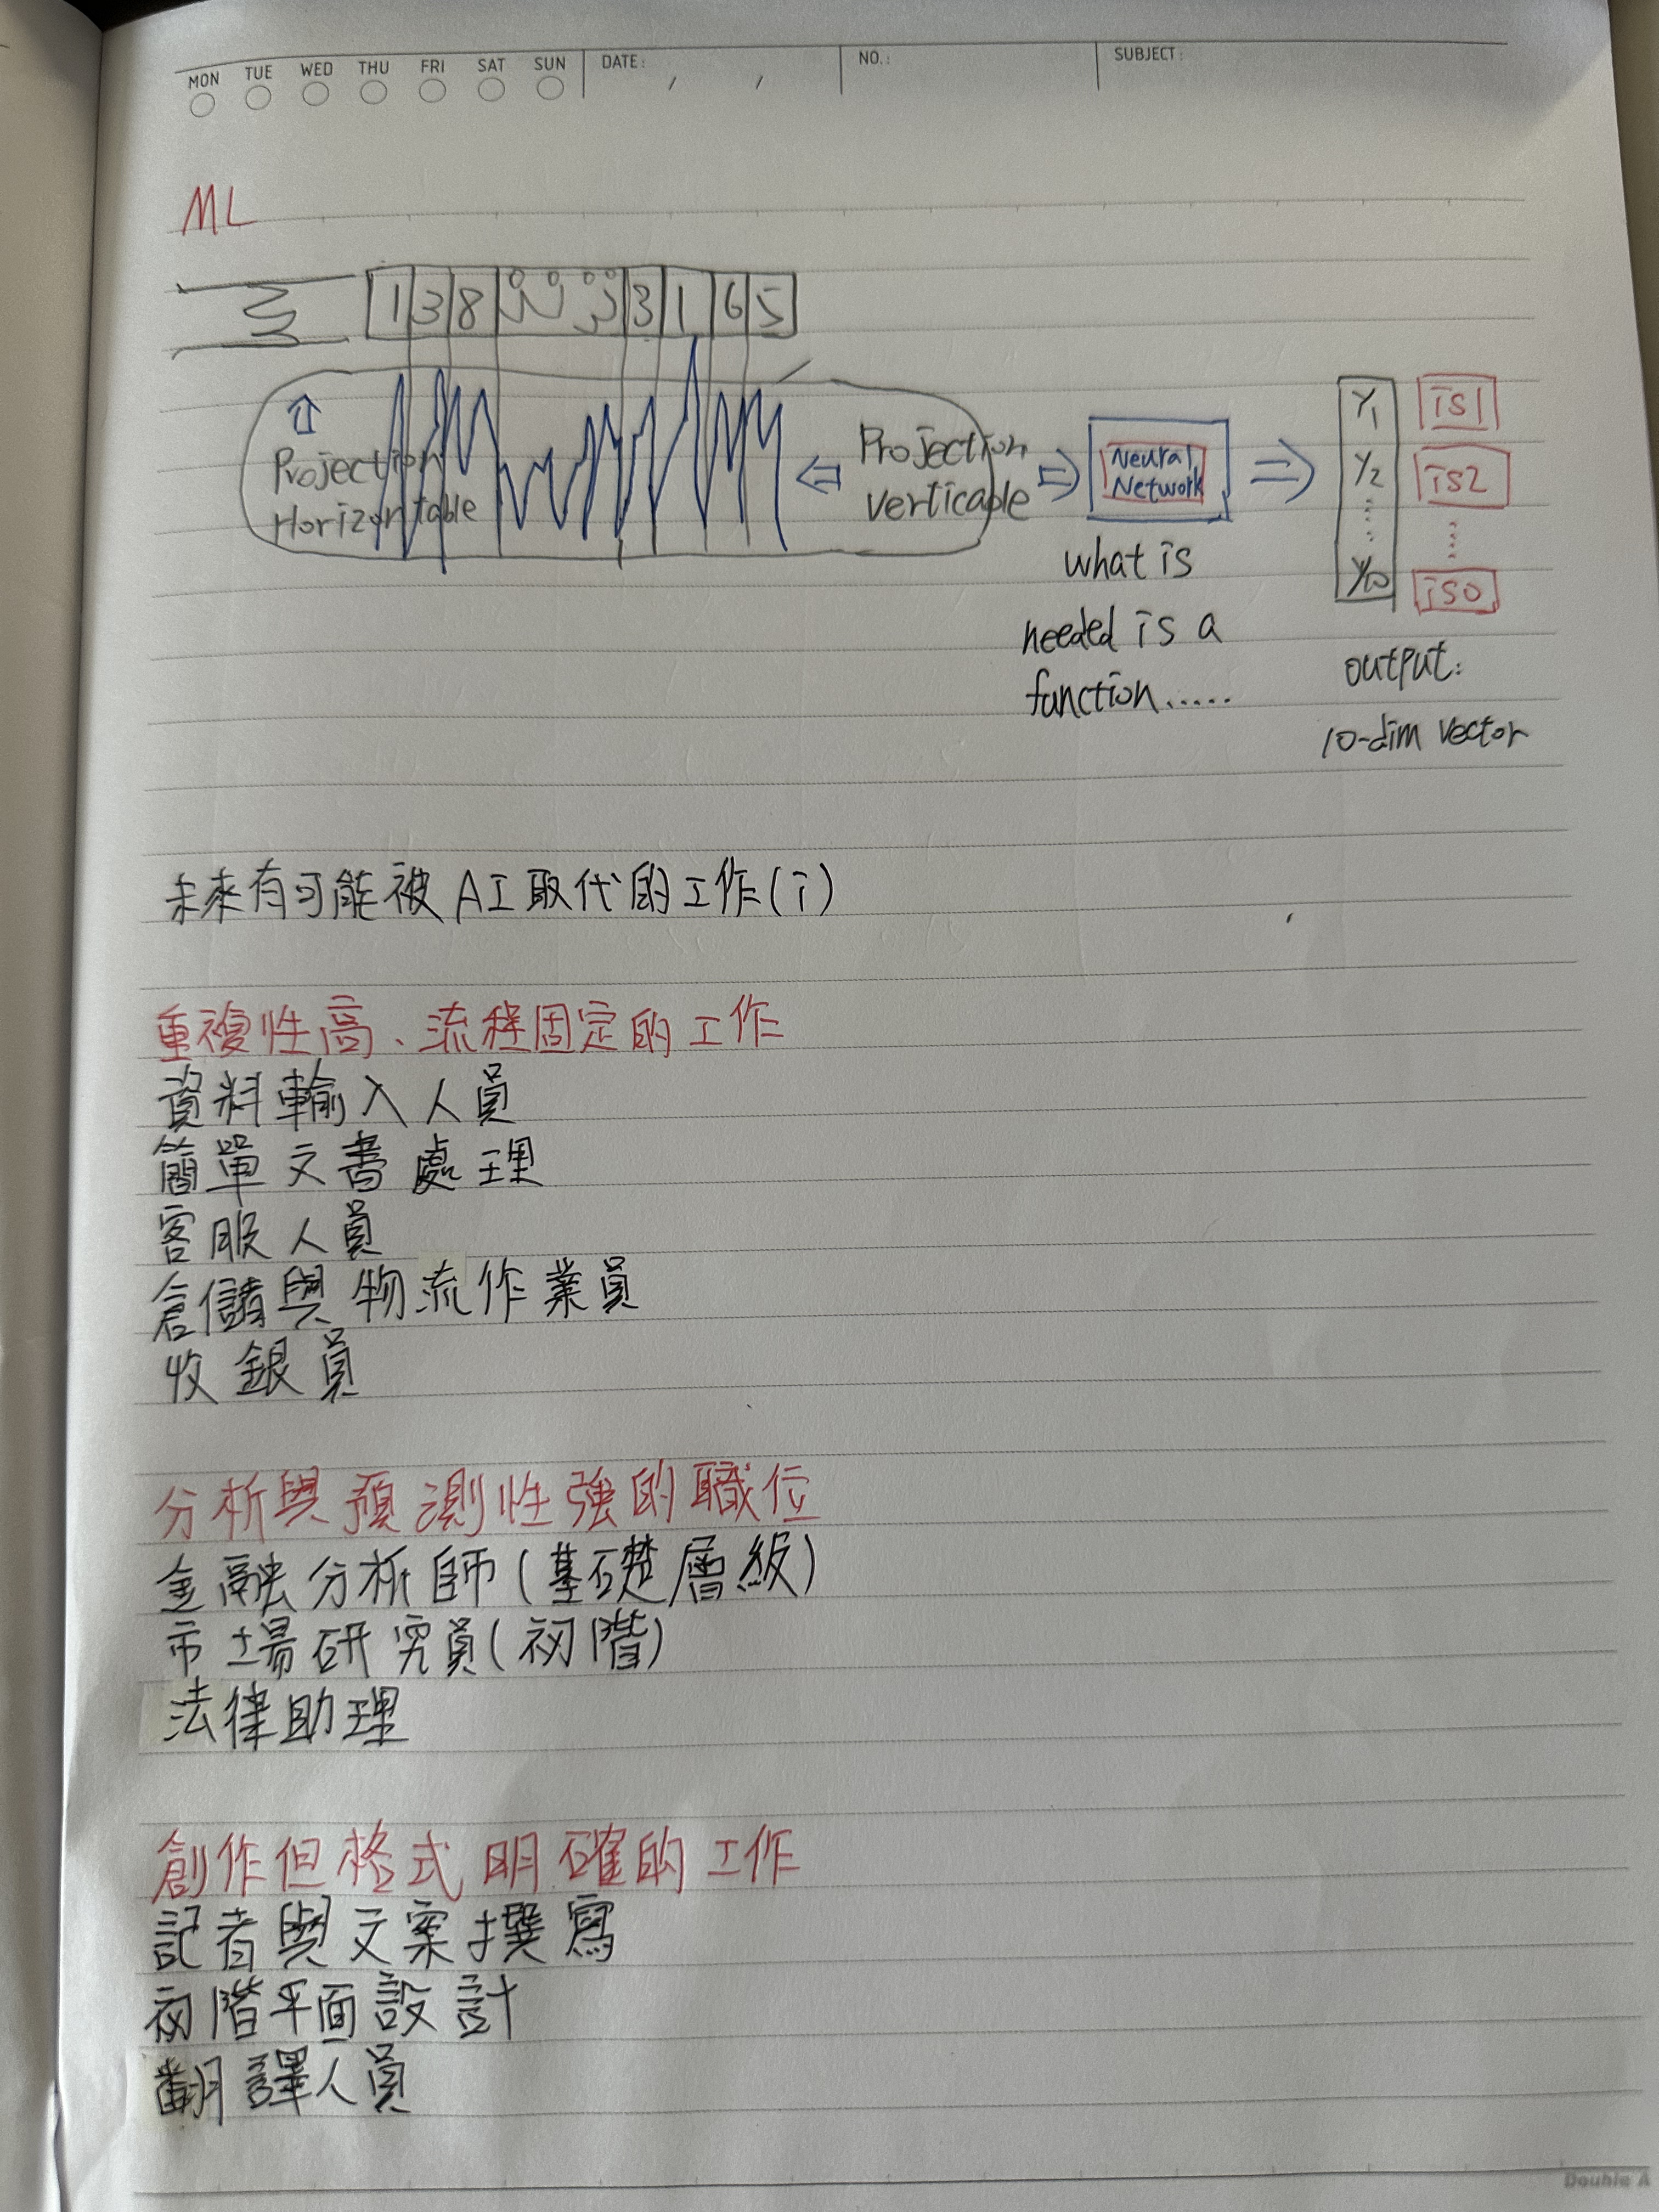 MON TUE WED THU FRI SAT SUN DATE: / / NO.: SUBJECT:
ML
1 3 8 3 1 6 5
Projection
Horizontable
Projection
verticable
Neural
Network
what is
needed is a
function.....
Y1 is1
Y2 is2
Y10 is0
output:
10-dim vector
未來有可能被AI取代的工作(i)
重複性高、流程固定的工作
資料輸入人員
簡單文書處理
客服人員
倉儲與物流作業員
收銀員
分析與預測性強的職位
金融分析師(基礎層級)
市場研究員(初階)
法律助理
創作但格式明確的工作
記者與文案撰寫
初階平面設計
翻譯人員
Double A